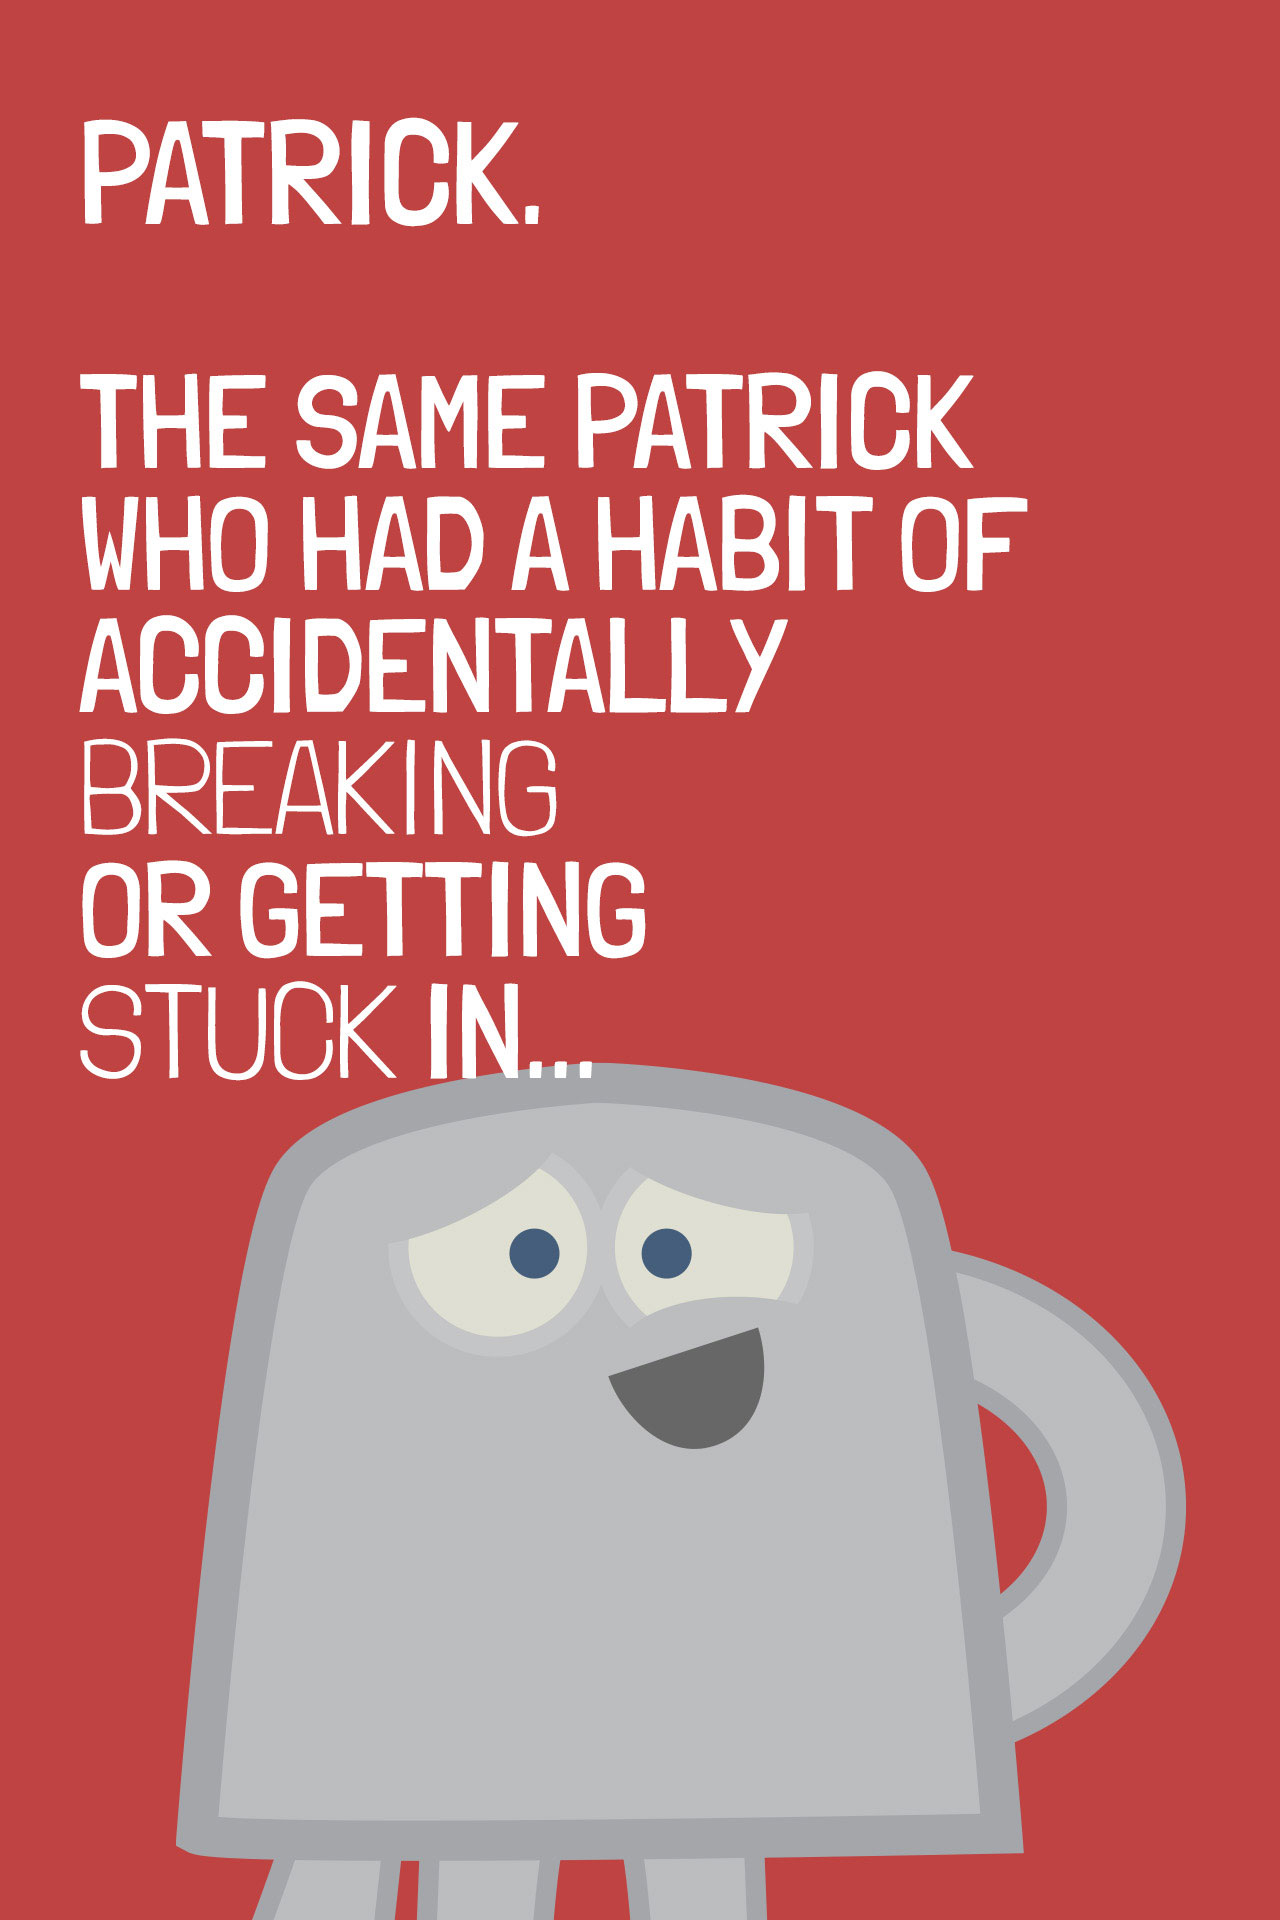 PATRICK.
THE SAME PATRICK
WHO HAD A HABIT OF
ACCIDENTALLY
BREAKING
OR GETTING
STUCK IN...